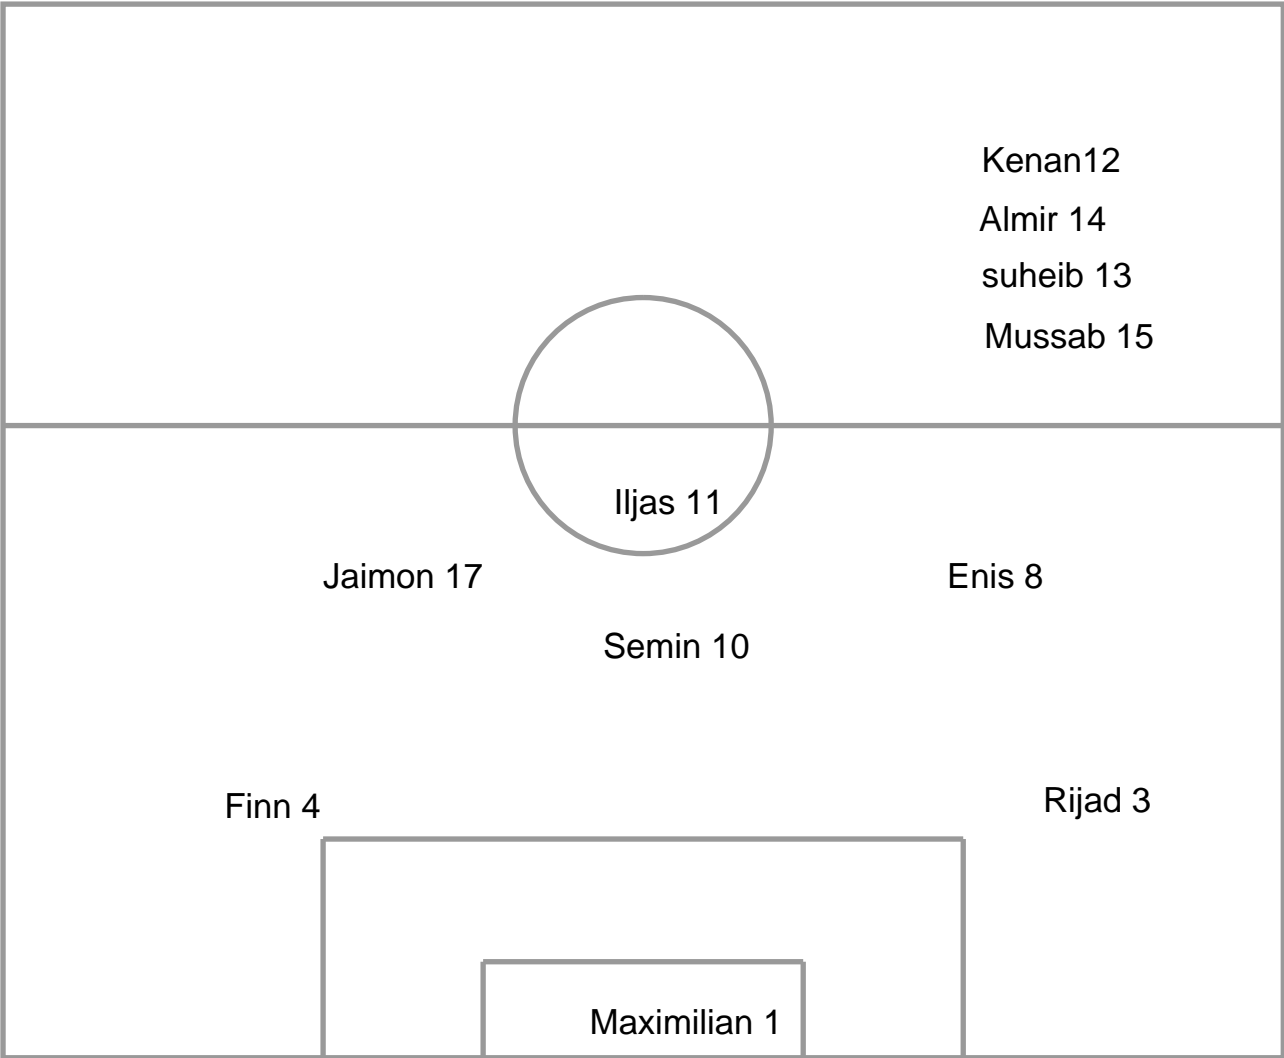 Kenan12
Almir 14
suheib 13
Mussab 15
Iljas 11
Jaimon 17
Enis 8
Semin 10
Finn 4
Rijad 3
Maximilian 1